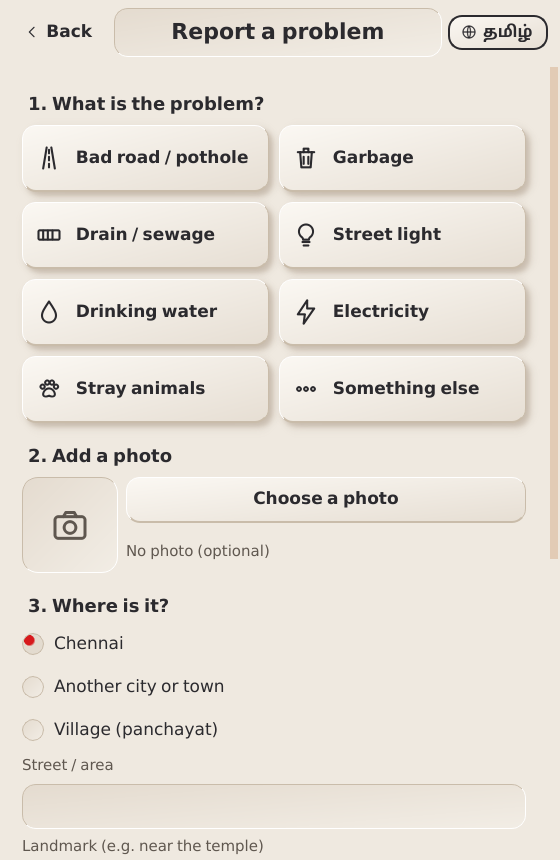 Back
Report a problem
தமிழ்
1. What is the problem?
Bad road / pothole
Garbage
Drain / sewage
Street light
Drinking water
Electricity
Stray animals
Something else
2. Add a photo
Choose a photo
No photo (optional)
3. Where is it?
Chennai
Another city or town
Village (panchayat)
Street / area
Landmark (e.g. near the temple)